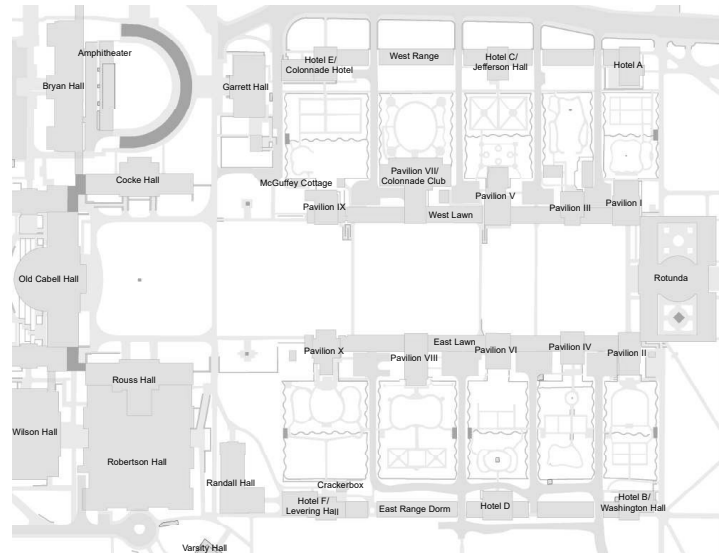 Amphitheater
Bryan Hall
Garrett Hall
Hotel E/
Colonnade Hotel
West Range
Hotel C/
Jefferson Hall
Hotel A
Cocke Hall
McGuffey Cottage
Pavilion IX
Pavilion VII/
Colonnade Club
Pavilion V
Pavilion III
Pavilion I
West Lawn
Old Cabell Hall
Rotunda
East Lawn
Pavilion X
Pavilion VIII
Pavilion VI
Pavilion IV
Pavilion II
Rouss Hall
Wilson Hall
Robertson Hall
Randall Hall
Crackerbox
Hotel F/
Levering Hall
East Range Dorm
Hotel D
Hotel B/
Washington Hall
Varsity Hall